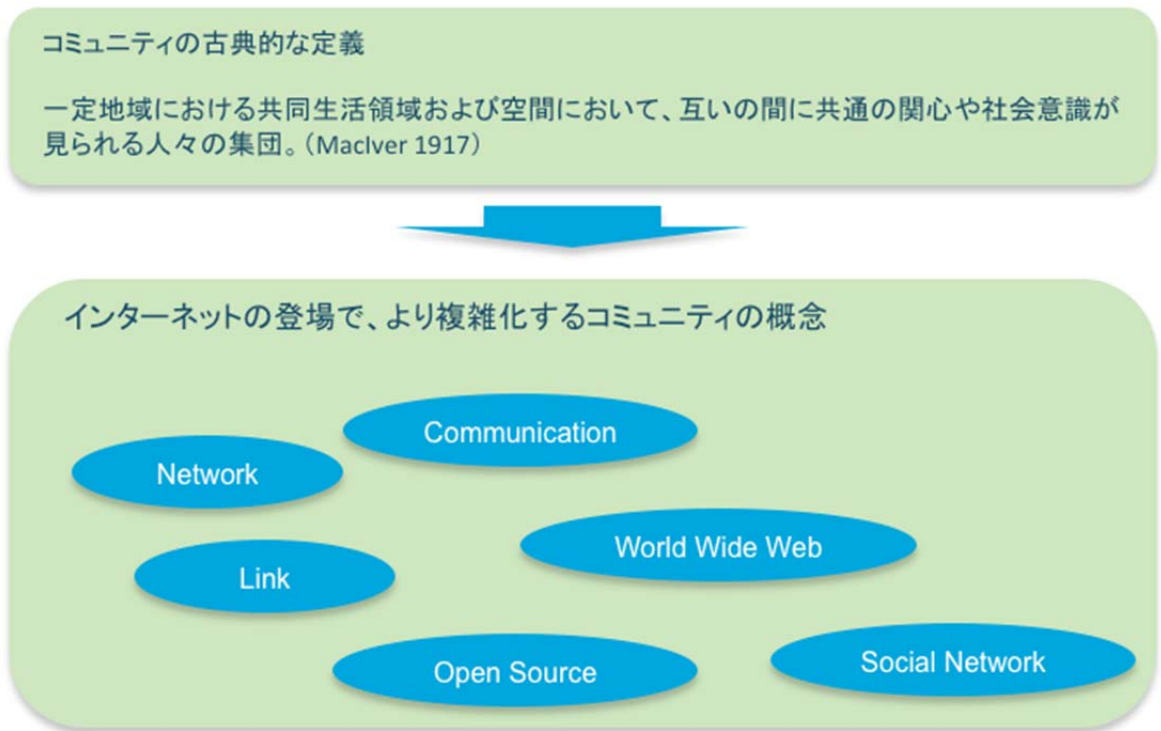 コミュニティの古典的な定義
一定地域における共同生活領域および空間において、互いの間に共通の関心や社会意識が
見られる人々の集団。（MacIver 1917）
インターネットの登場で、より複雑化するコミュニティの概念
Communication
Network
World Wide Web
Link
Social Network
Open Source